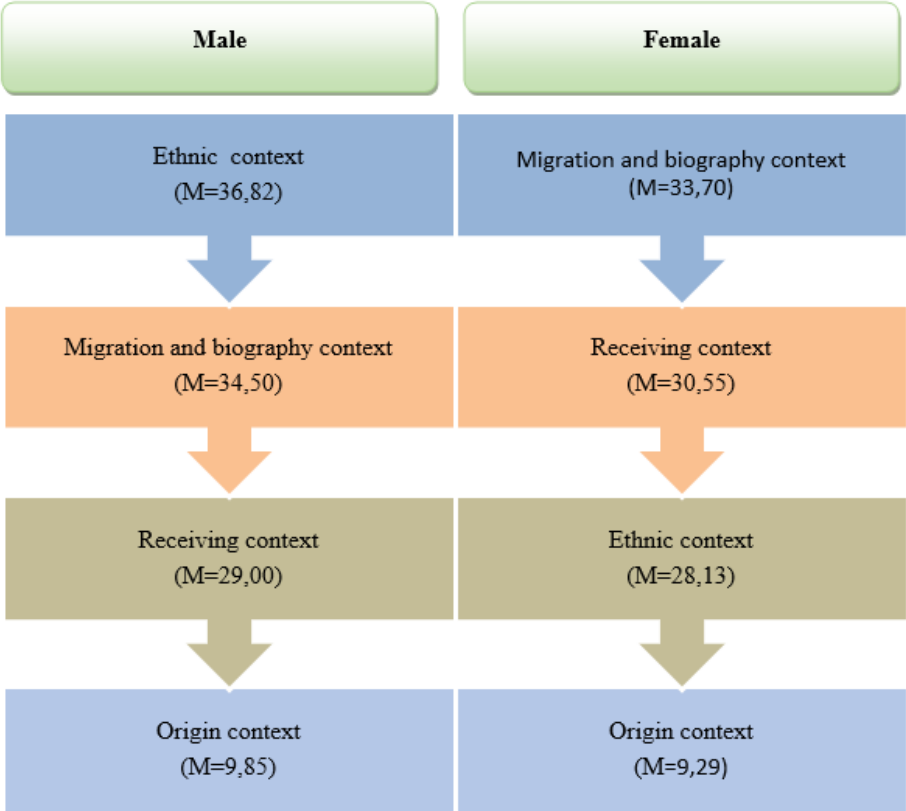 Male
Ethnic context
(M=36,82)
Migration and biography context
(M=34,50)
Receiving context
(M=29,00)
Origin context
(M=9,85)
Female
Migration and biography context
(M=33,70)
Receiving context
(M=30,55)
Ethnic context
(M=28,13)
Origin context
(M=9,29)